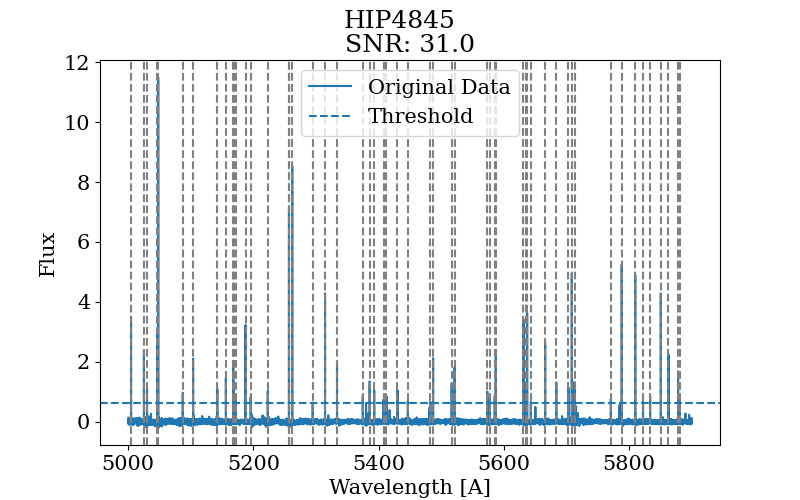 HIP4845
SNR: 31.0
Original Data
Threshold
12
10
8
6
4
2
0
Flux
5000 5200 5400 5600 5800
Wavelength [A]